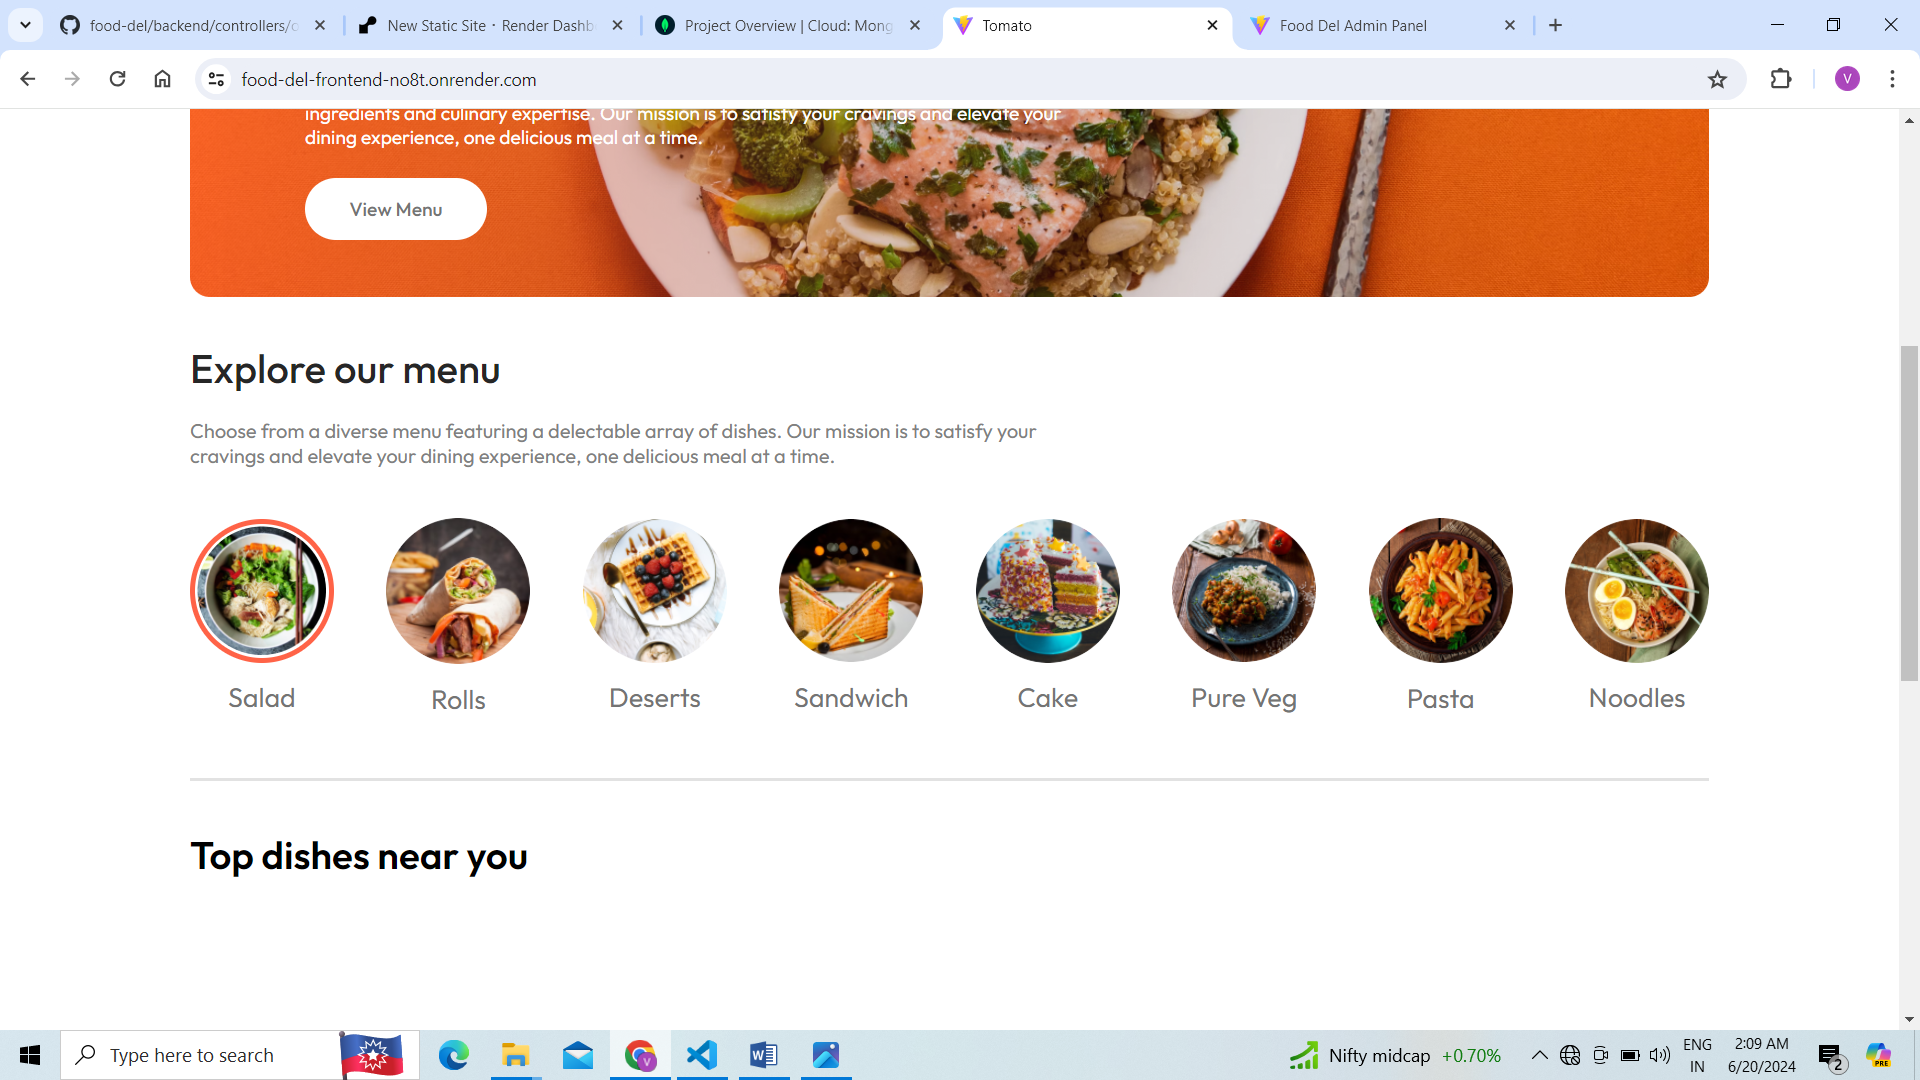 food-del/backend/controllers/o
New Static Site · Render Dashb
Project Overview | Cloud: Mong
Tomato
Food Del Admin Panel
food-del-frontend-no8t.onrender.com
V
ingredients and culinary expertise. Our mission is to satisfy your cravings and elevate your
dining experience, one delicious meal at a time.
View Menu
Explore our menu
Choose from a diverse menu featuring a delectable array of dishes. Our mission is to satisfy your
cravings and elevate your dining experience, one delicious meal at a time.
Salad
Rolls
Deserts
Sandwich
Cake
Pure Veg
Pasta
Noodles
Top dishes near you
Type here to search
V
Nifty midcap +0.70%
ENG
IN
2:09 AM
6/20/2024
2
PRE